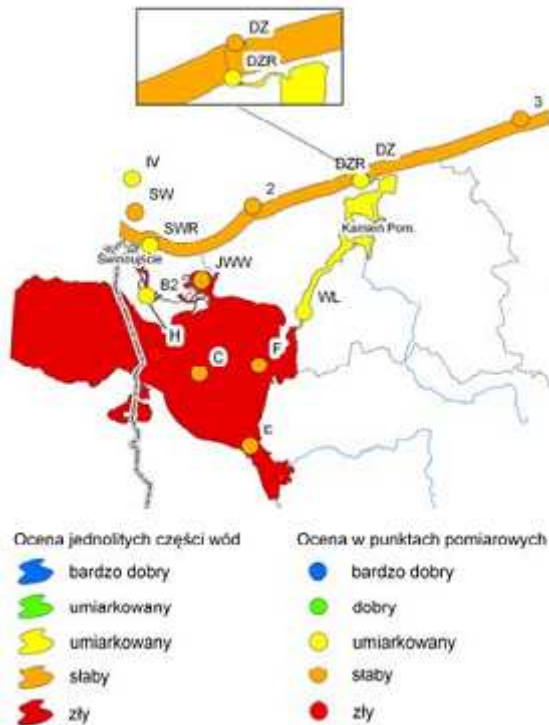 DZ
DZR
3
DZ
DZR
IV
2
SW
Kamień Pom.
SWR
Świnoujście
JWW
B2
WL
H
F
C
E
Ocena jednolitych części wód
bardzo dobry
umiarkowany
umiarkowany
słaby
zły
Ocena w punktach pomiarowych
bardzo dobry
dobry
umiarkowany
słaby
zły